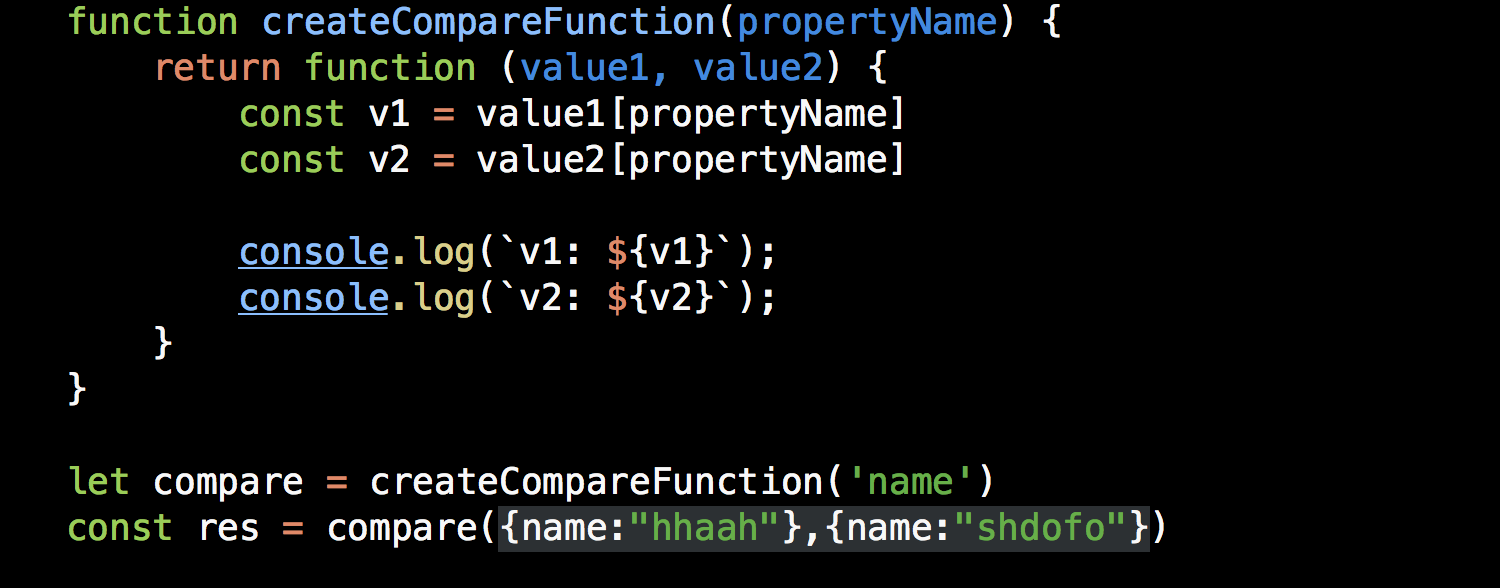 function createCompareFunction(propertyName) {
    return function (value1, value2) {
        const v1 = value1[propertyName]
        const v2 = value2[propertyName]

        console.log(`v1: ${v1}`);
        console.log(`v2: ${v2}`);
    }
}

let compare = createCompareFunction('name')
const res = compare({name:"hhaah"},{name:"shdofo"})